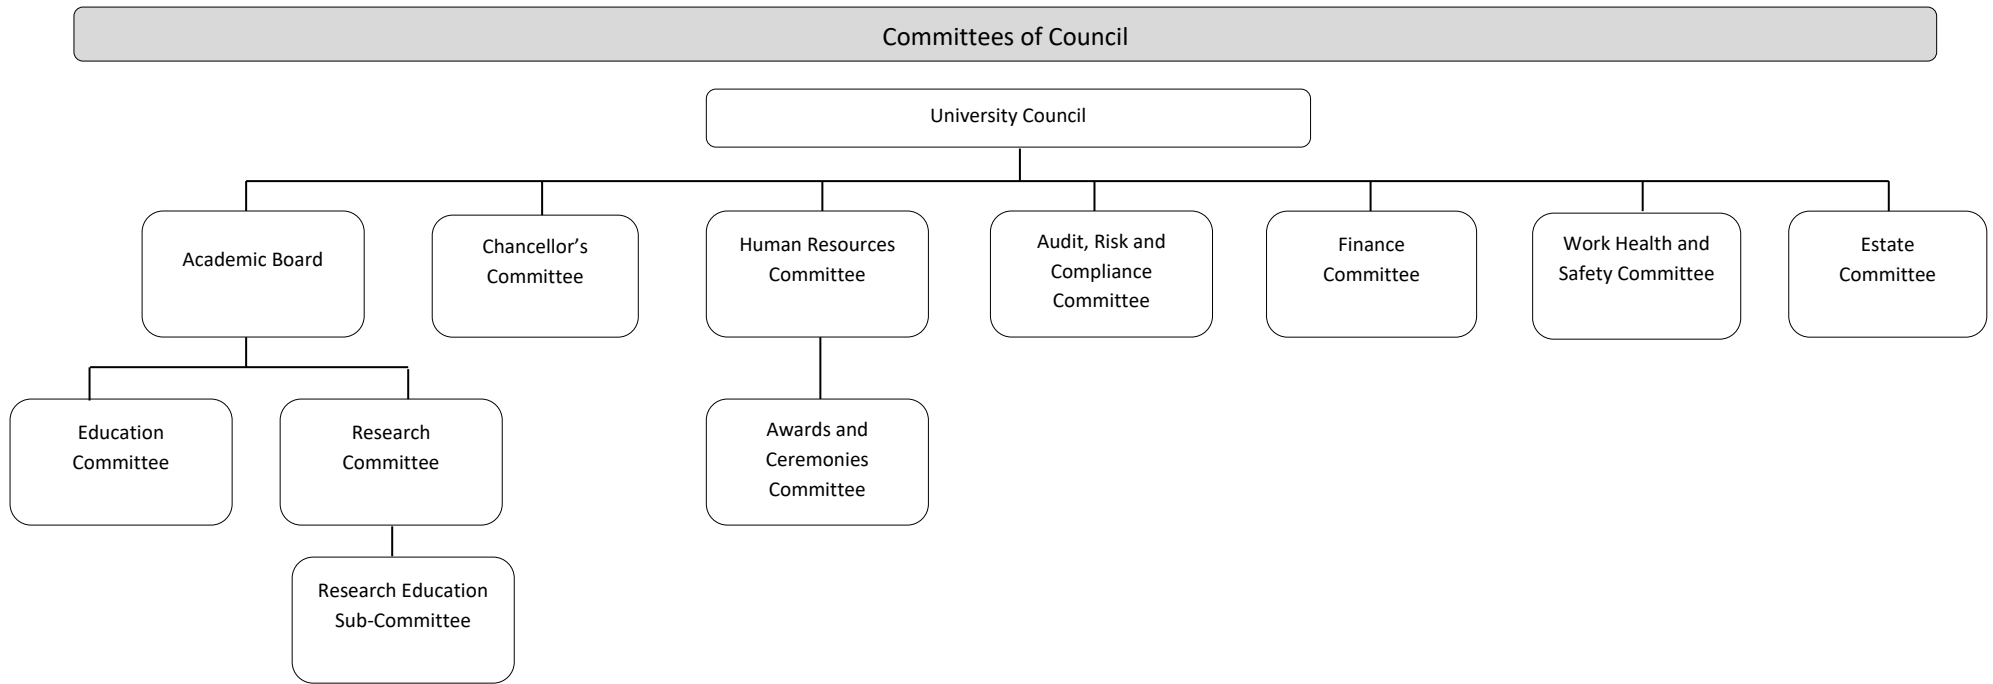 Committees of Council
University Council
Academic Board
Chancellor’s
Committee
Human Resources
Committee
Audit, Risk and
Compliance
Committee
Finance
Committee
Work Health and
Safety Committee
Estate
Committee
Education
Committee
Research
Committee
Awards and
Ceremonies
Committee
Research Education
Sub-Committee